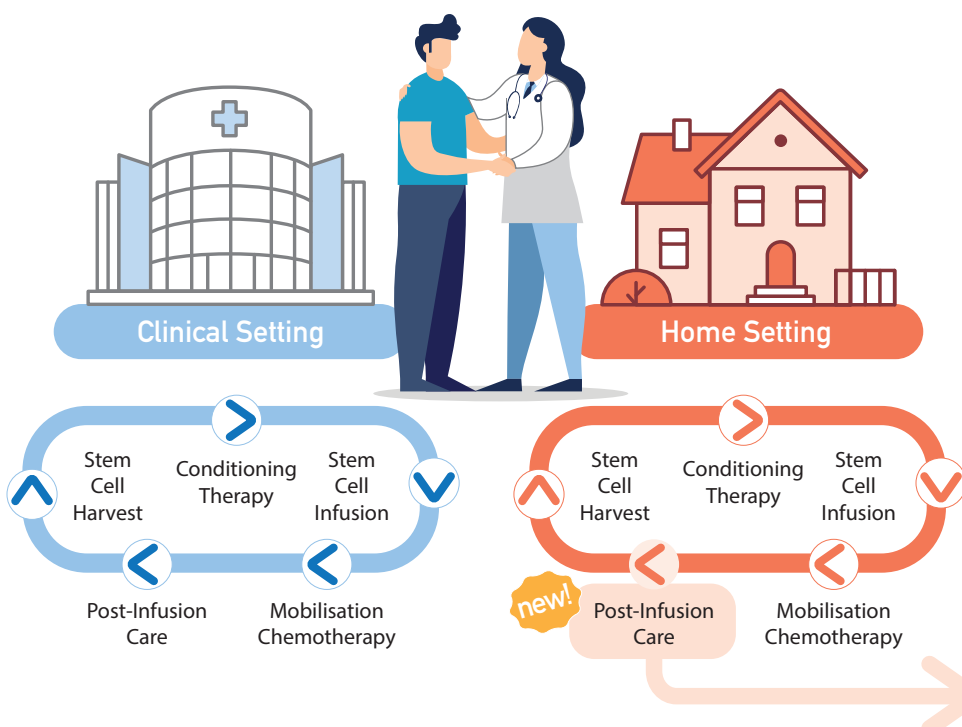 Clinical Setting
Home Setting
Stem
Cell
Harvest
Conditioning
Therapy
Stem
Cell
Infusion
Post-Infusion
Care
Mobilisation
Chemotherapy
Stem
Cell
Harvest
Conditioning
Therapy
Stem
Cell
Infusion
new!
Post-Infusion
Care
Mobilisation
Chemotherapy